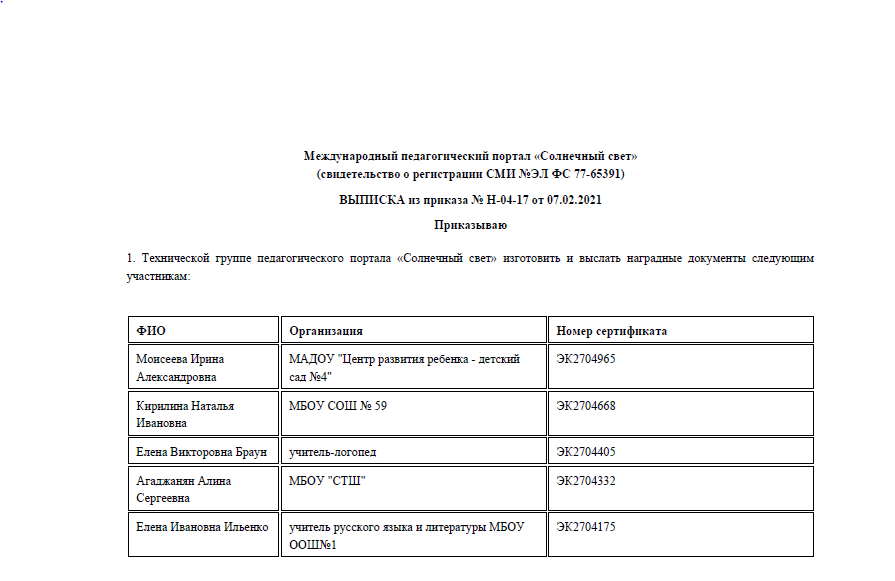 Международный педагогический портал «Солнечный свет»
(свидетельство о регистрации СМИ №ЭЛ ФС 77-65391)
ВЫПИСКА из приказа № Н-04-17 от 07.02.2021
Приказываю
1. Технической группе педагогического портала «Солнечный свет» изготовить и выслать наградные документы следующим
участникам:
ФИО Организация Номер сертификата
Моисеева Ирина МАДОУ "Центр развития ребенка - детский ЭК2704965
Александровна сад №4"
Кирилина Наталья МБОУ СОШ № 59 ЭК2704668
Ивановна
Елена Викторовна Браун учитель-логопед ЭК2704405
Агаджанян Алина МБОУ "СТШ" ЭК2704332
Сергеевна
Елена Ивановна Ильенко учитель русского языка и литературы МБОУ ЭК2704175
ООШ№1